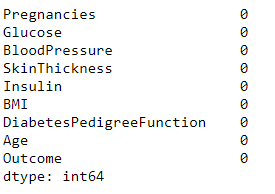 Pregnancies 0
Glucose 0
BloodPressure 0
SkinThickness 0
Insulin 0
BMI 0
DiabetesPedigreeFunction 0
Age 0
Outcome 0
dtype: int64